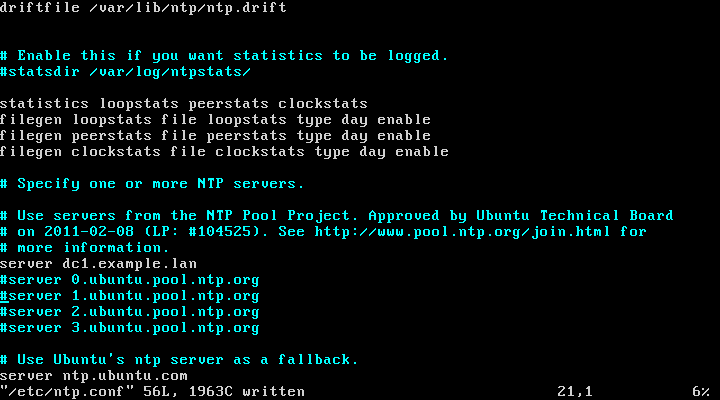 driftfile /var/lib/ntp/ntp.drift
# Enable this if you want statistics to be logged.
#statsdir /var/log/ntpstats/
statistics loopstats peerstats clockstats
filegen loopstats file loopstats type day enable
filegen peerstats file peerstats type day enable
filegen clockstats file clockstats type day enable
# Specify one or more NTP servers.
# Use servers from the NTP Pool Project. Approved by Ubuntu Technical Board
# on 2011-02-08 (LP: #104525). See http://www.pool.ntp.org/join.html for
# more information.
server dc1.example.lan
#server 0.ubuntu.pool.ntp.org
#server 1.ubuntu.pool.ntp.org
#server 2.ubuntu.pool.ntp.org
#server 3.ubuntu.pool.ntp.org
# Use Ubuntu's ntp server as a fallback.
server ntp.ubuntu.com
"/etc/ntp.conf" 56L, 1963C written 21,1 6%